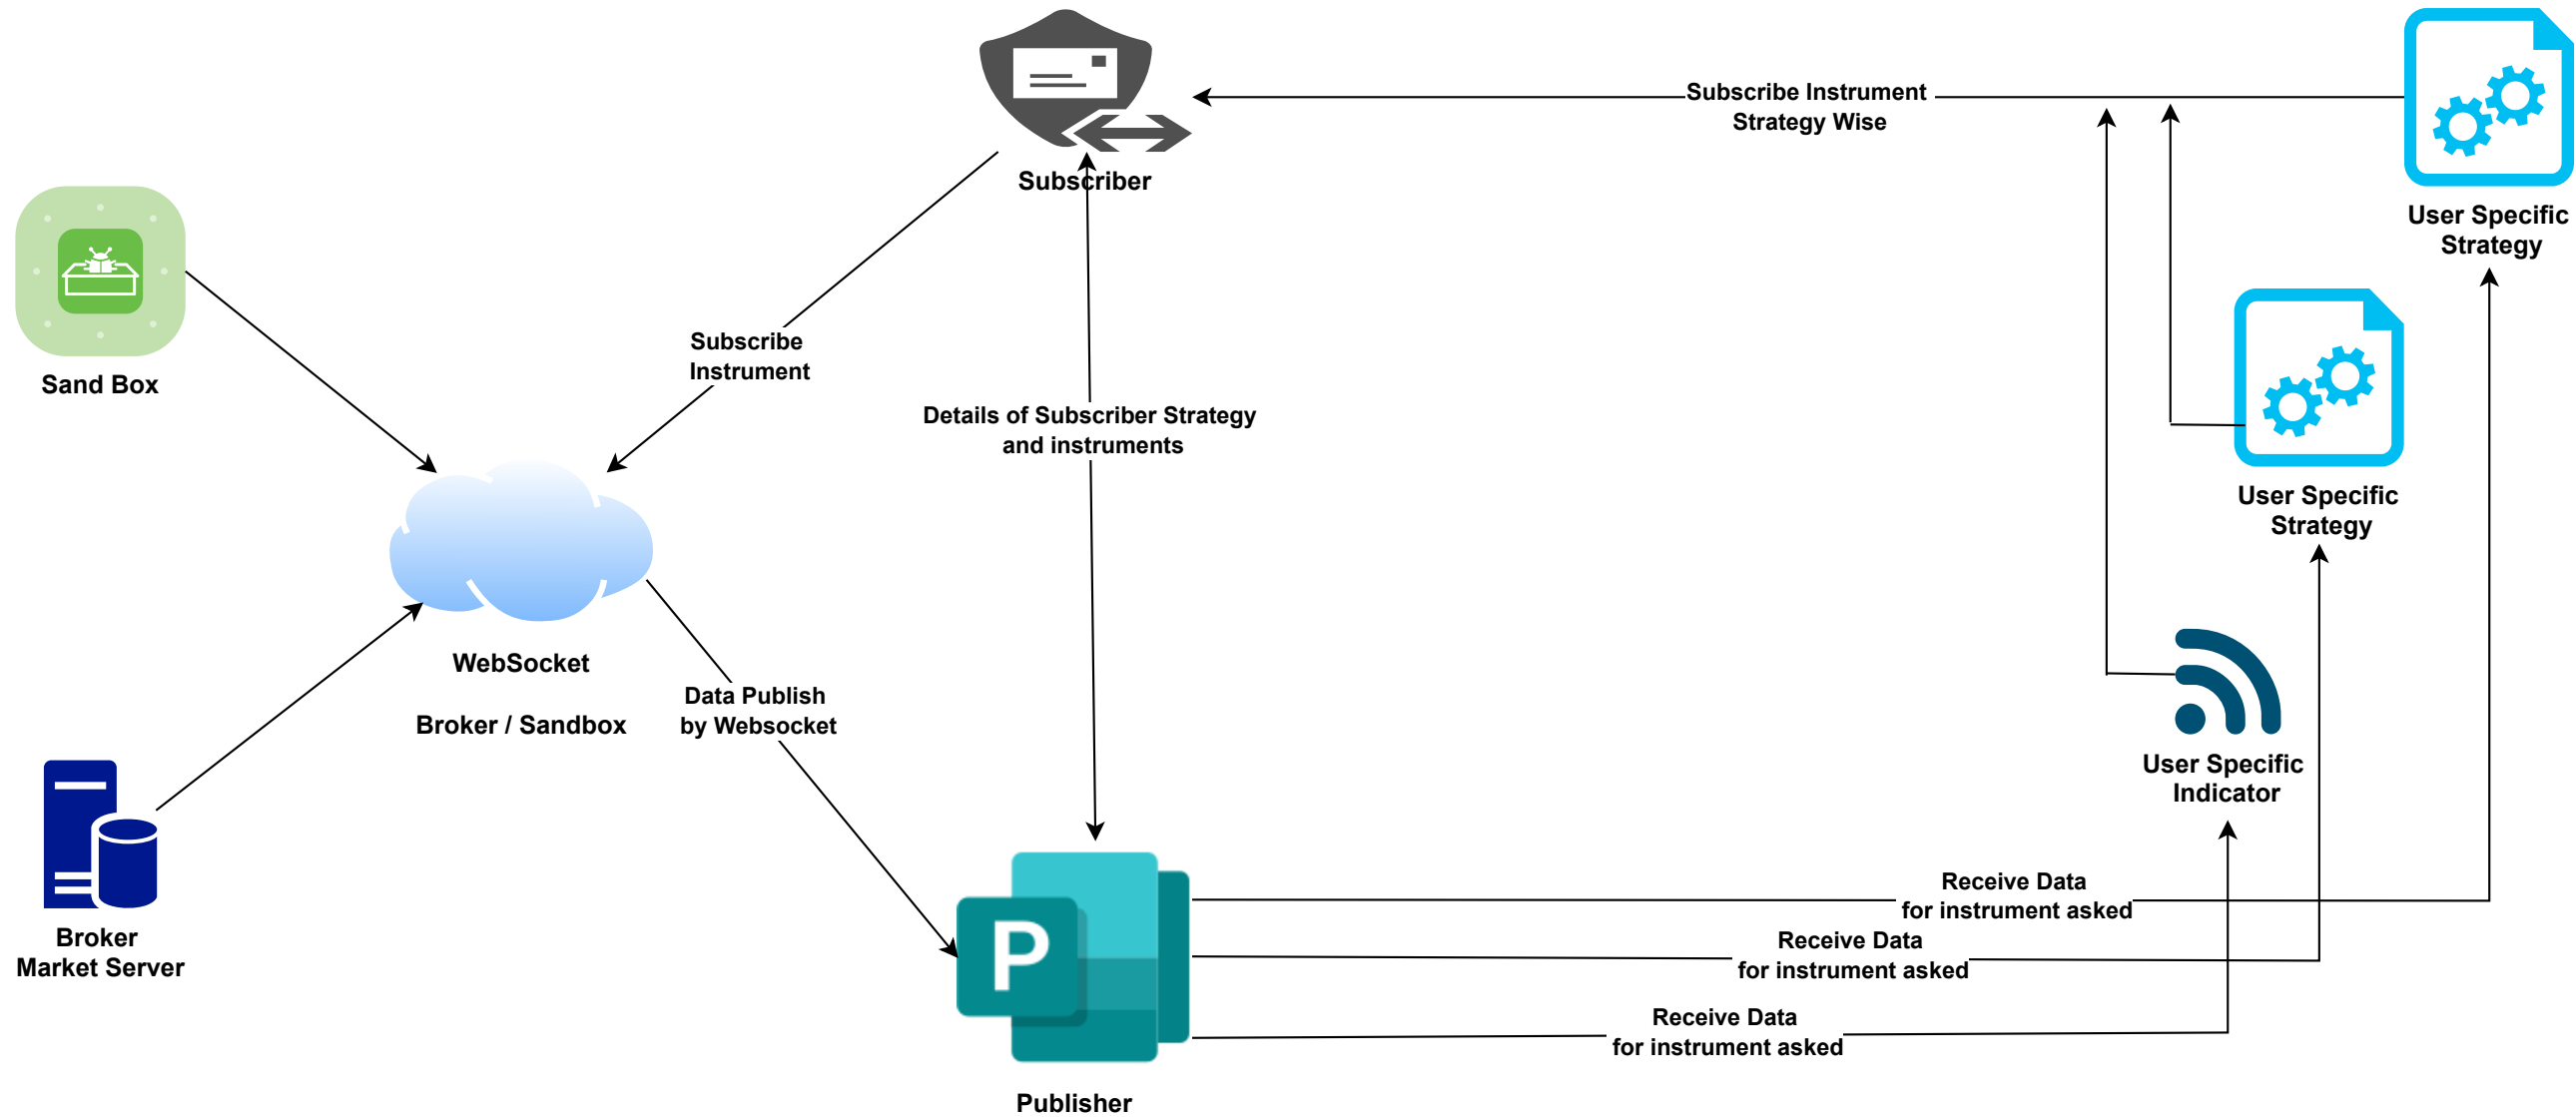 Subscribe Instrument
Strategy Wise
Subscriber
User Specific
Strategy
Sand Box
Subscribe
Instrument
Details of Subscriber Strategy
and instruments
User Specific
Strategy
WebSocket
Broker / Sandbox
Data Publish
by Websocket
User Specific
Indicator
Broker
Market Server
P
Receive Data
for instrument asked
Receive Data
for instrument asked
Receive Data
for instrument asked
Publisher